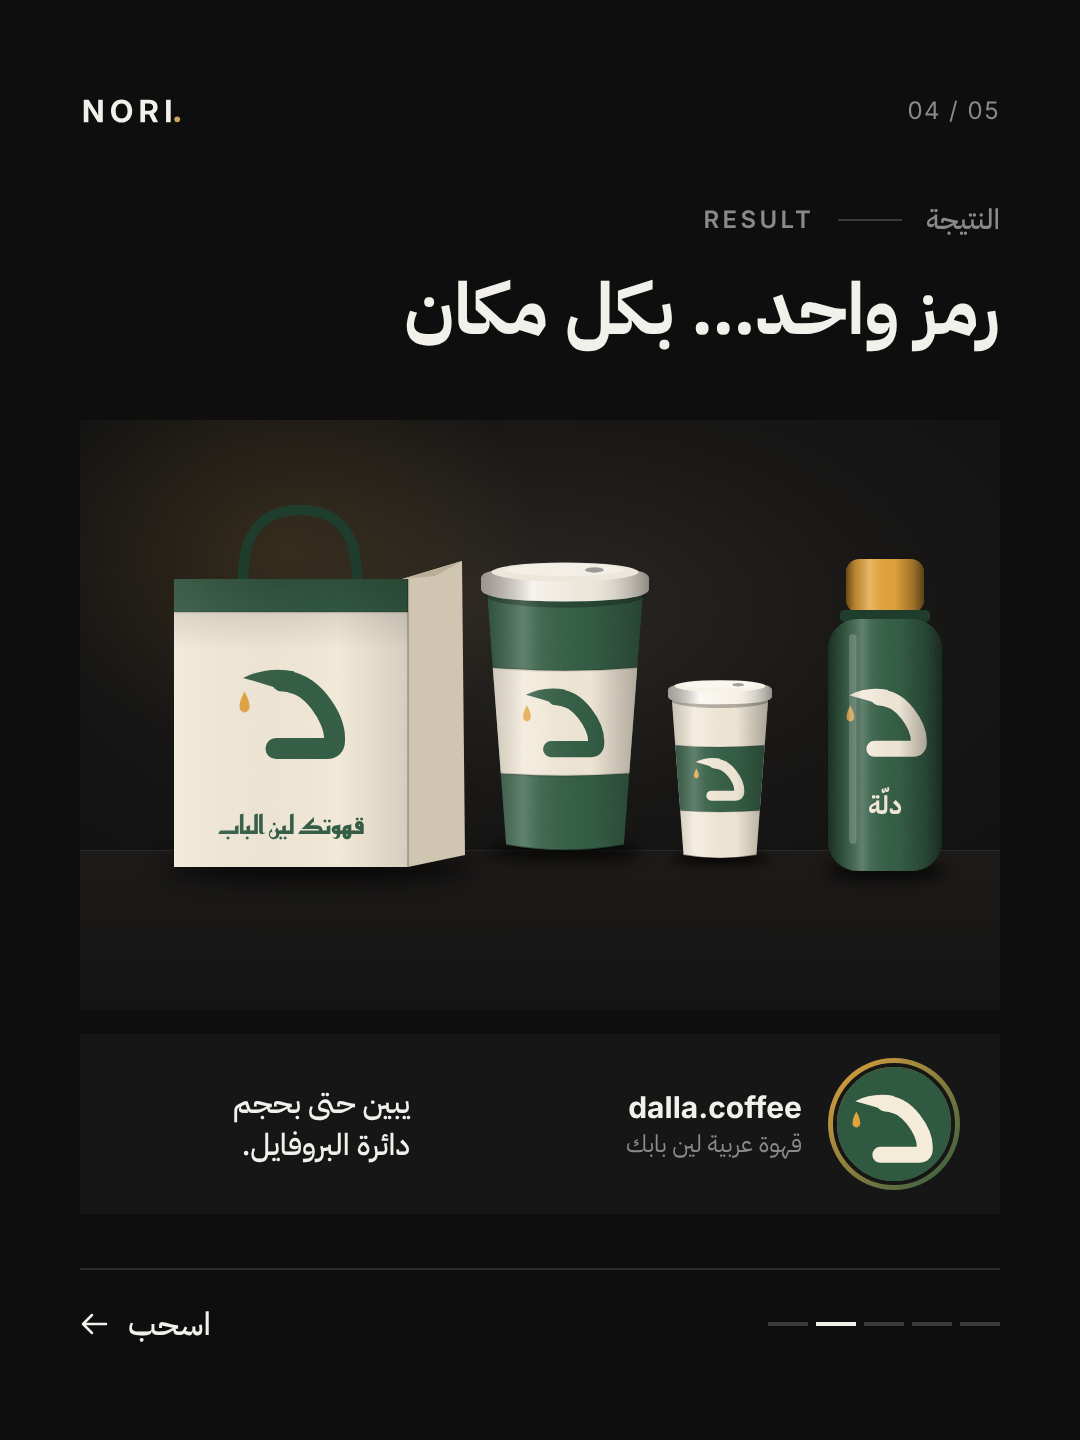 NORI.
04 / 05
النتيجة — RESULT
رمز واحد... بكل مكان
قهوتك لين الباب
دلّة
dalla.coffee
قهوة عربية لين بابك
يبين حتى بحجم
دائرة البروفايل.
اسحب ←